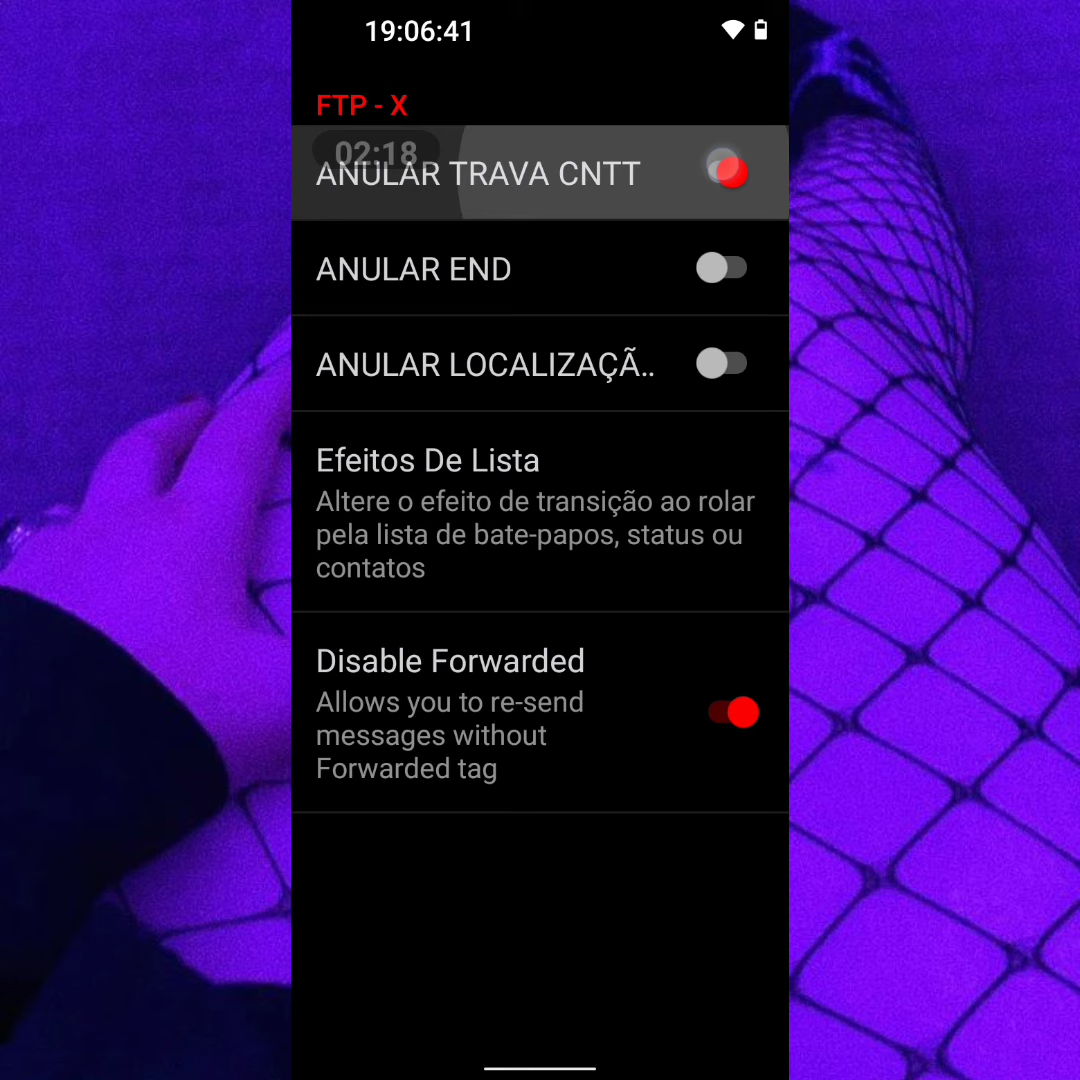 19:06:41
FTP - X
02:18
ANULAR TRAVA CNTT
ANULAR END
ANULAR LOCALIZAÇÃ..
Efeitos De Lista
Altere o efeito de transição ao rolar
pela lista de bate-papos, status ou
contatos
Disable Forwarded
Allows you to re-send
messages without
Forwarded tag